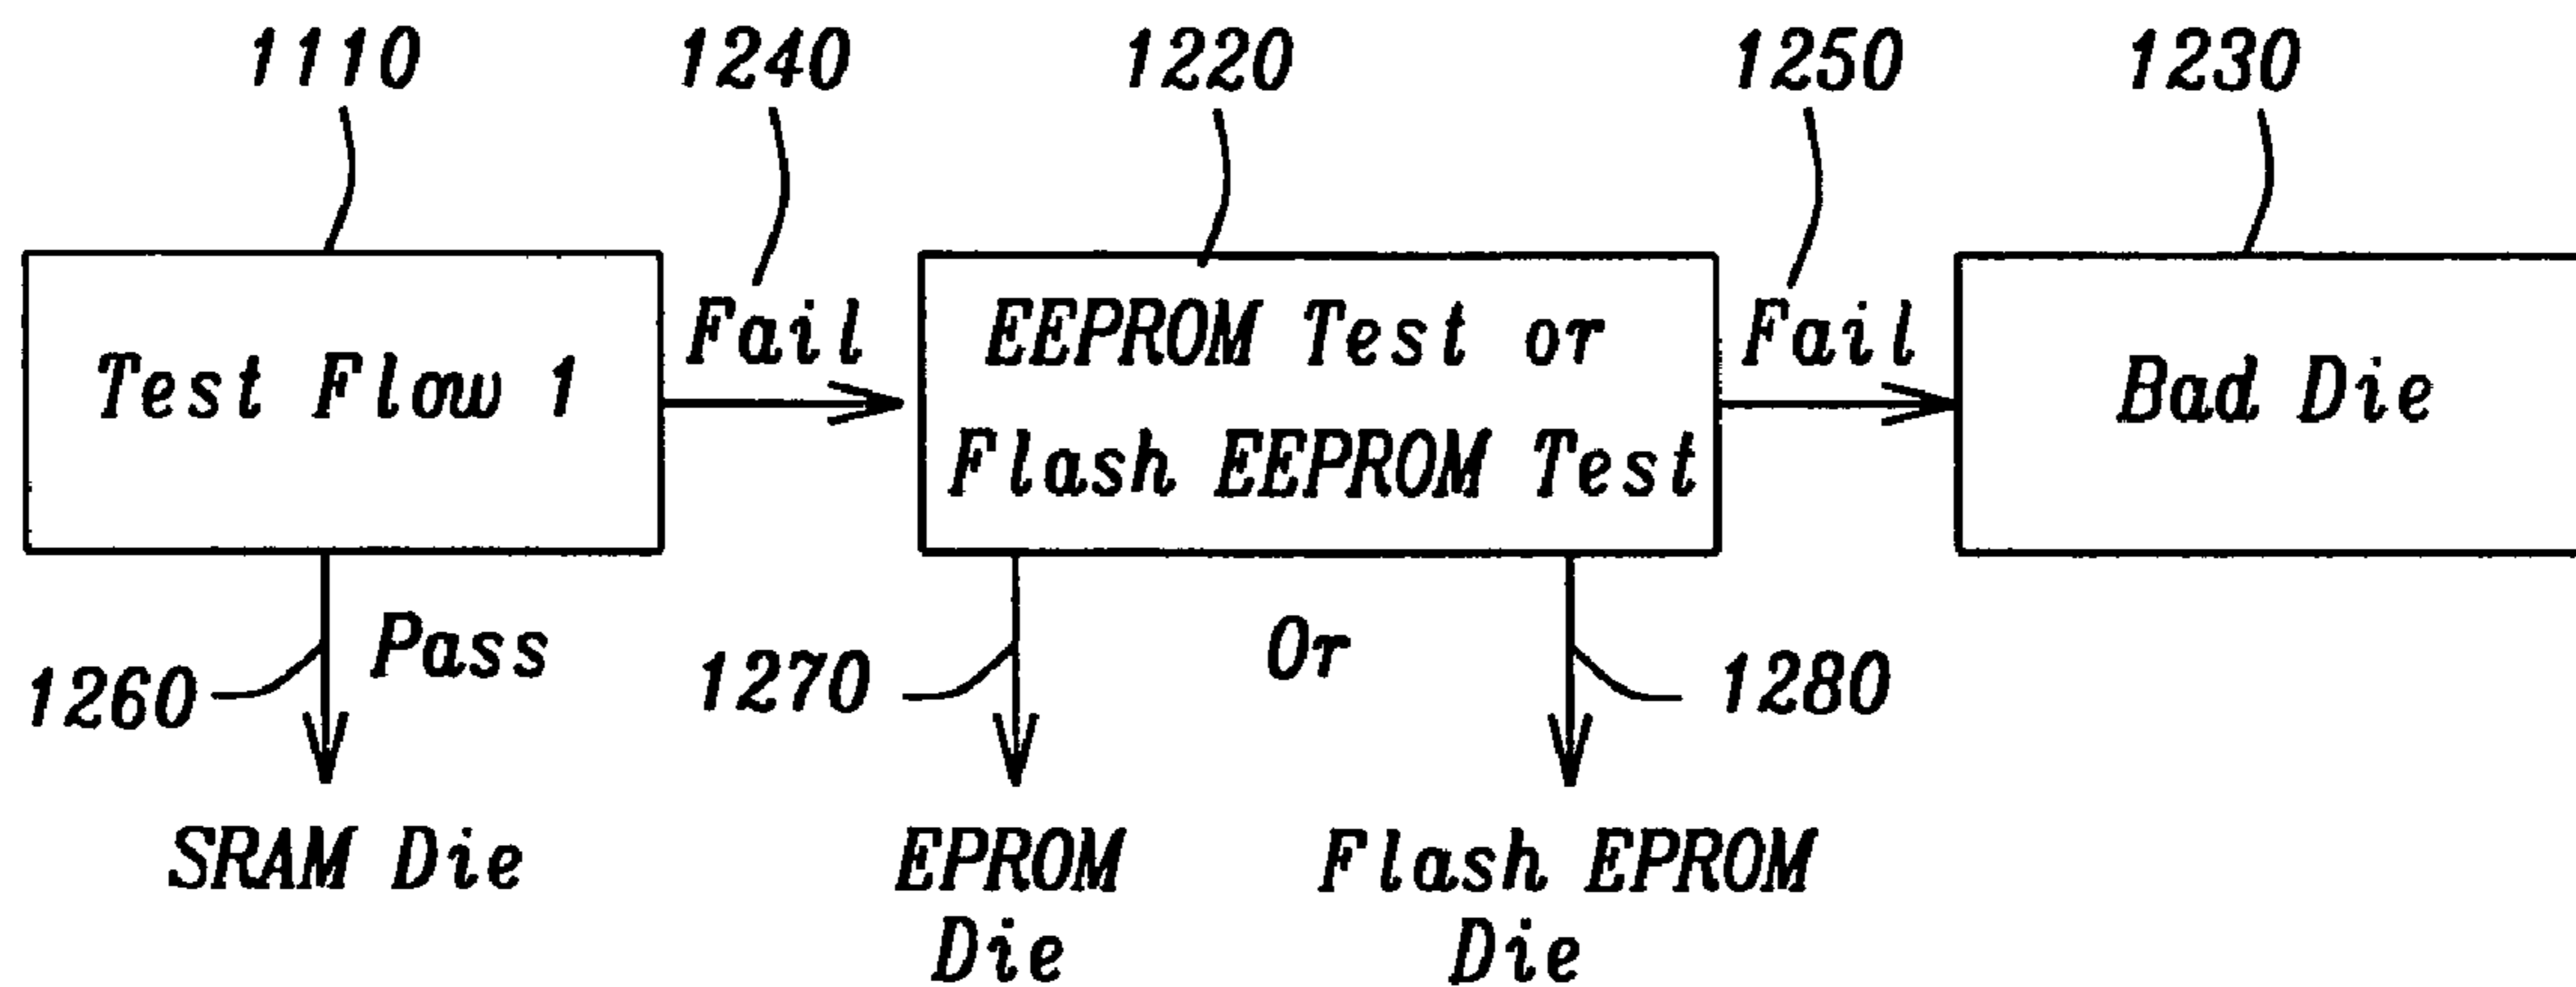 1110
1240
1220
1250
1230
Test Flow 1
Fail
EEPROM Test or
Flash EEPROM Test
Fail
Bad Die
1260
Pass
1270
Or
1280
SRAM Die
EPROM
Die
Flash EPROM
Die